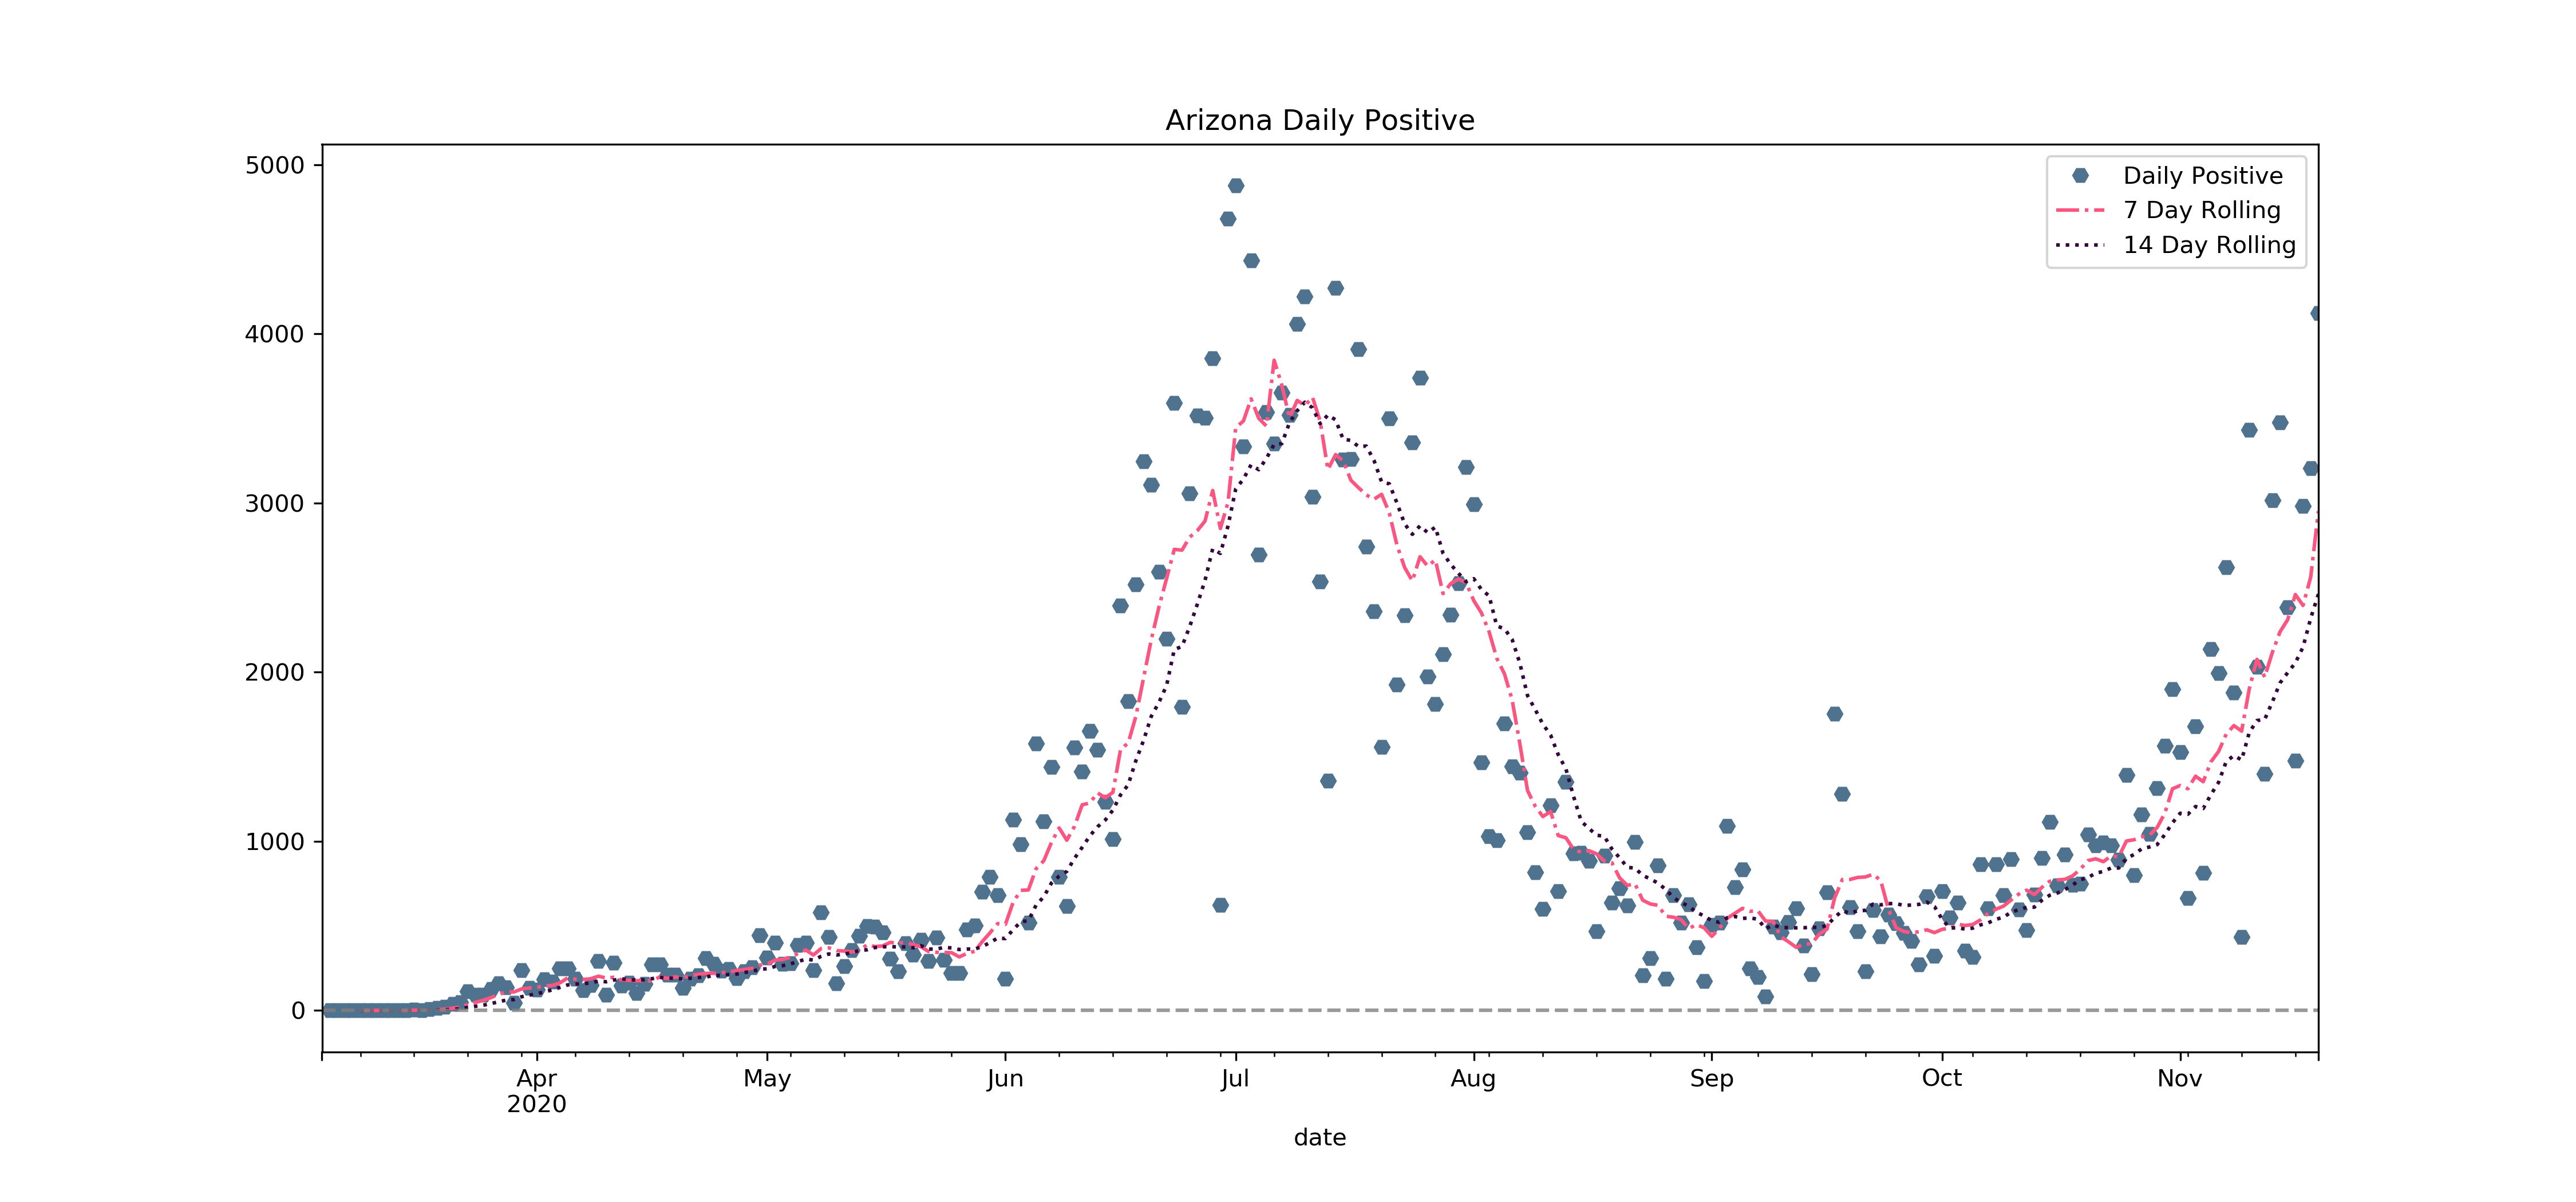 Arizona Daily Positive
5000
4000
3000
2000
1000
0
Daily Positive
7 Day Rolling
14 Day Rolling
Apr May Jun Jul Aug Sep Oct Nov
2020
date